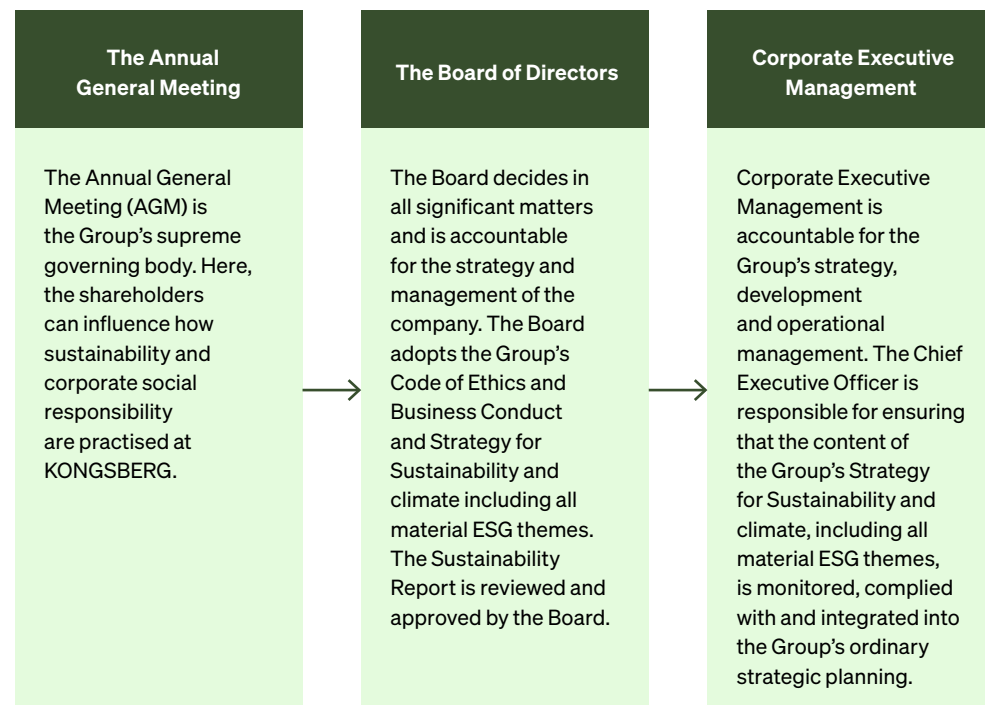 The Annual
General Meeting
The Annual General
Meeting (AGM) is
the Group’s supreme
governing body. Here,
the shareholders
can influence how
sustainability and
corporate social
responsibility
are practised at
KONGSBERG.
The Board of Directors
The Board decides in
all significant matters
and is accountable
for the strategy and
management of the
company. The Board
adopts the Group’s
Code of Ethics and
Business Conduct
and Strategy for
Sustainability and
climate including all
material ESG themes.
The Sustainability
Report is reviewed and
approved by the Board.
Corporate Executive
Management
Corporate Executive
Management is
accountable for the
Group’s strategy,
development
and operational
management. The Chief
Executive Officer is
responsible for ensuring
that the content of
the Group’s Strategy
for Sustainability and
climate, including all
material ESG themes,
is monitored, complied
with and integrated into
the Group’s ordinary
strategic planning.